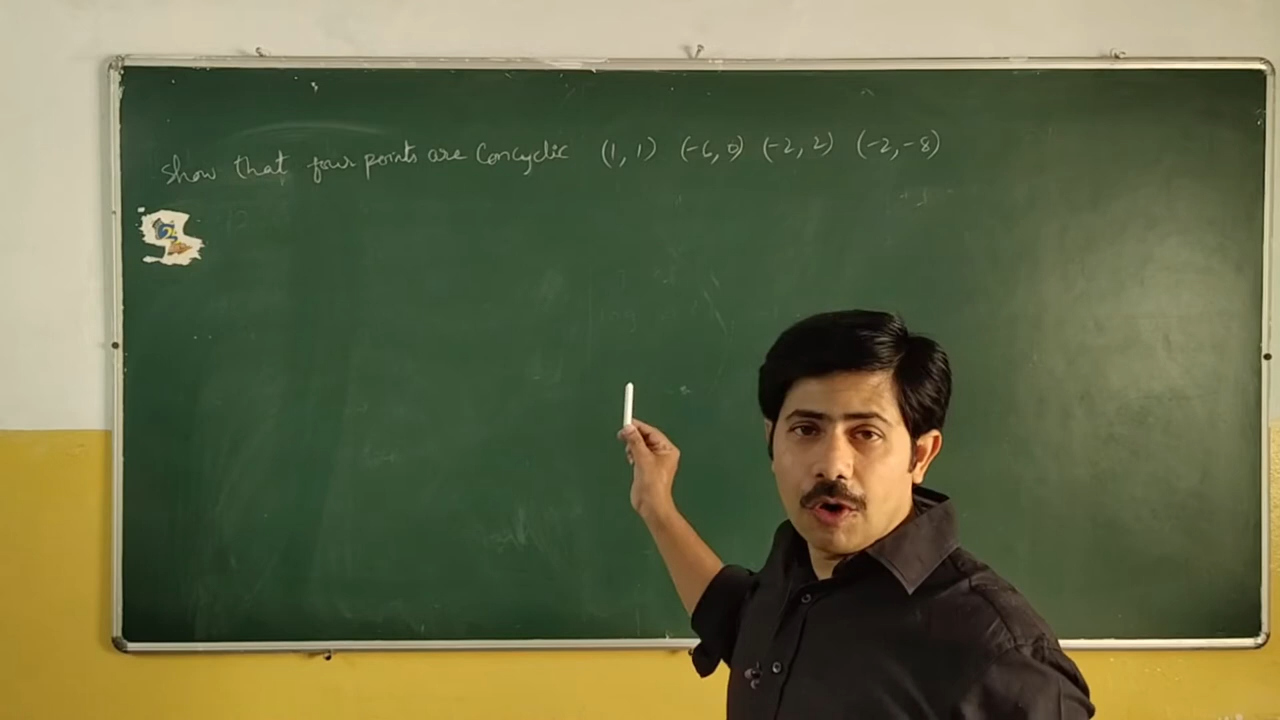 Show that four points are Concyclic (1, 1) (-6, 0) (-2, 2) (-2, -8)